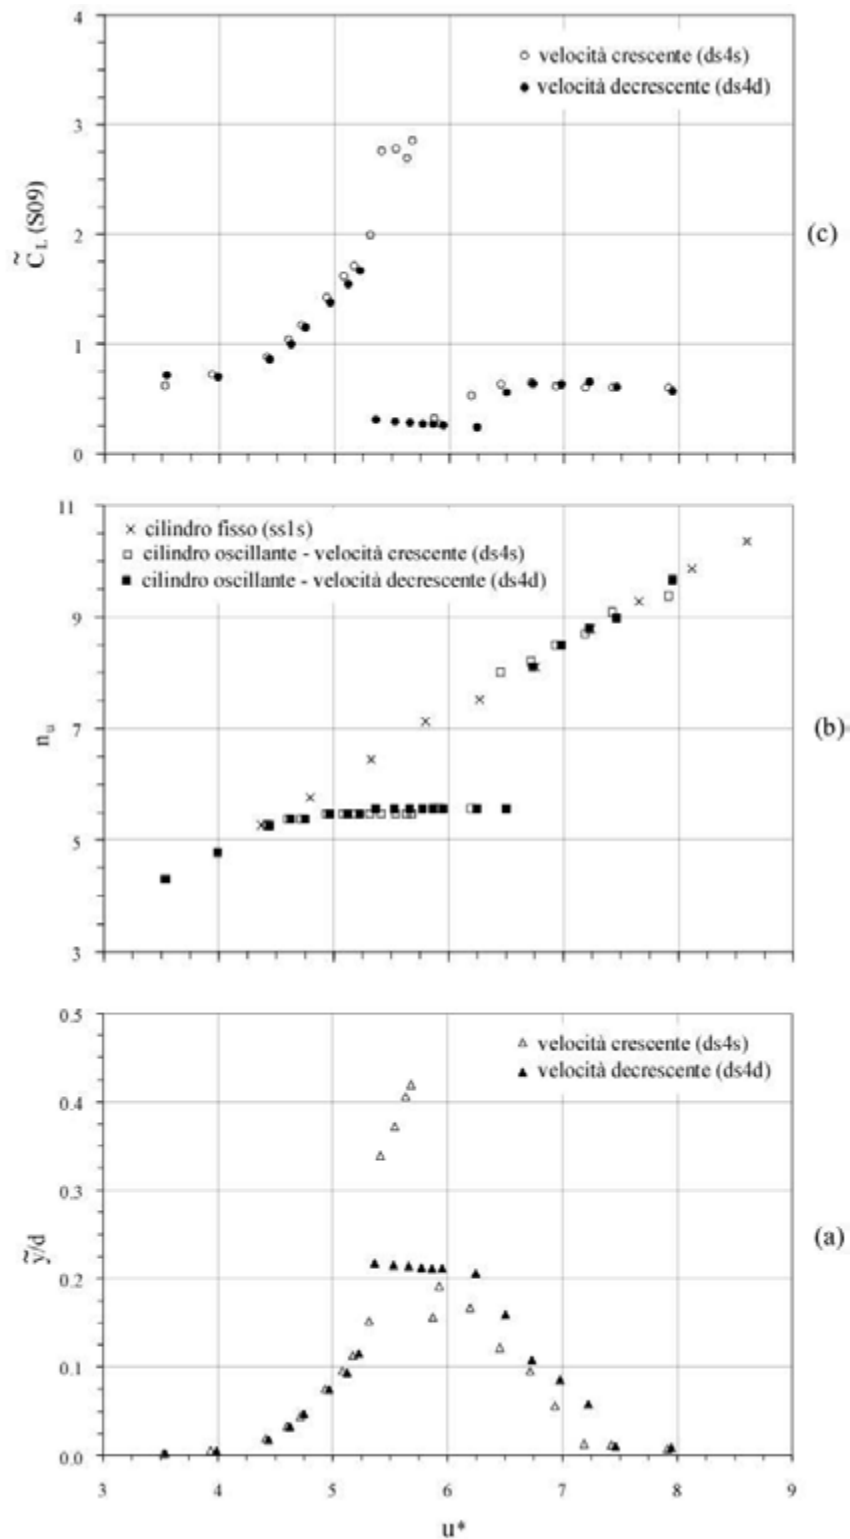 4
velocità crescente (ds4s)
velocità decrescente (ds4d)
3
C̃L (S09)
2
(c)
1
0
11
cilindro fisso (ss1s)
cilindro oscillante - velocità crescente (ds4s)
cilindro oscillante - velocità decrescente (ds4d)
9
nu
7
(b)
5
3
0.5
velocità crescente (ds4s)
velocità decrescente (ds4d)
0.4
0.3
ỹ/d
(a)
0.2
0.1
0.0
3 4 5 6 7 8 9
u*